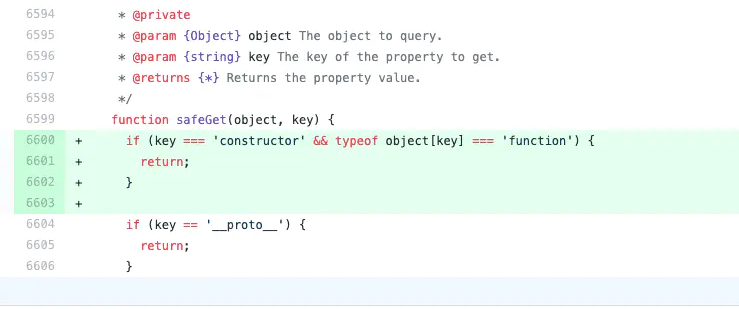 6594 * @private
6595 * @param {Object} object The object to query.
6596 * @param {string} key The key of the property to get.
6597 * @returns {*} Returns the property value.
6598 */
6599 function safeGet(object, key) {
6600 + if (key === 'constructor' && typeof object[key] === 'function') {
6601 + return;
6602 + }
6603 +
6604 if (key == '__proto__') {
6605 return;
6606 }